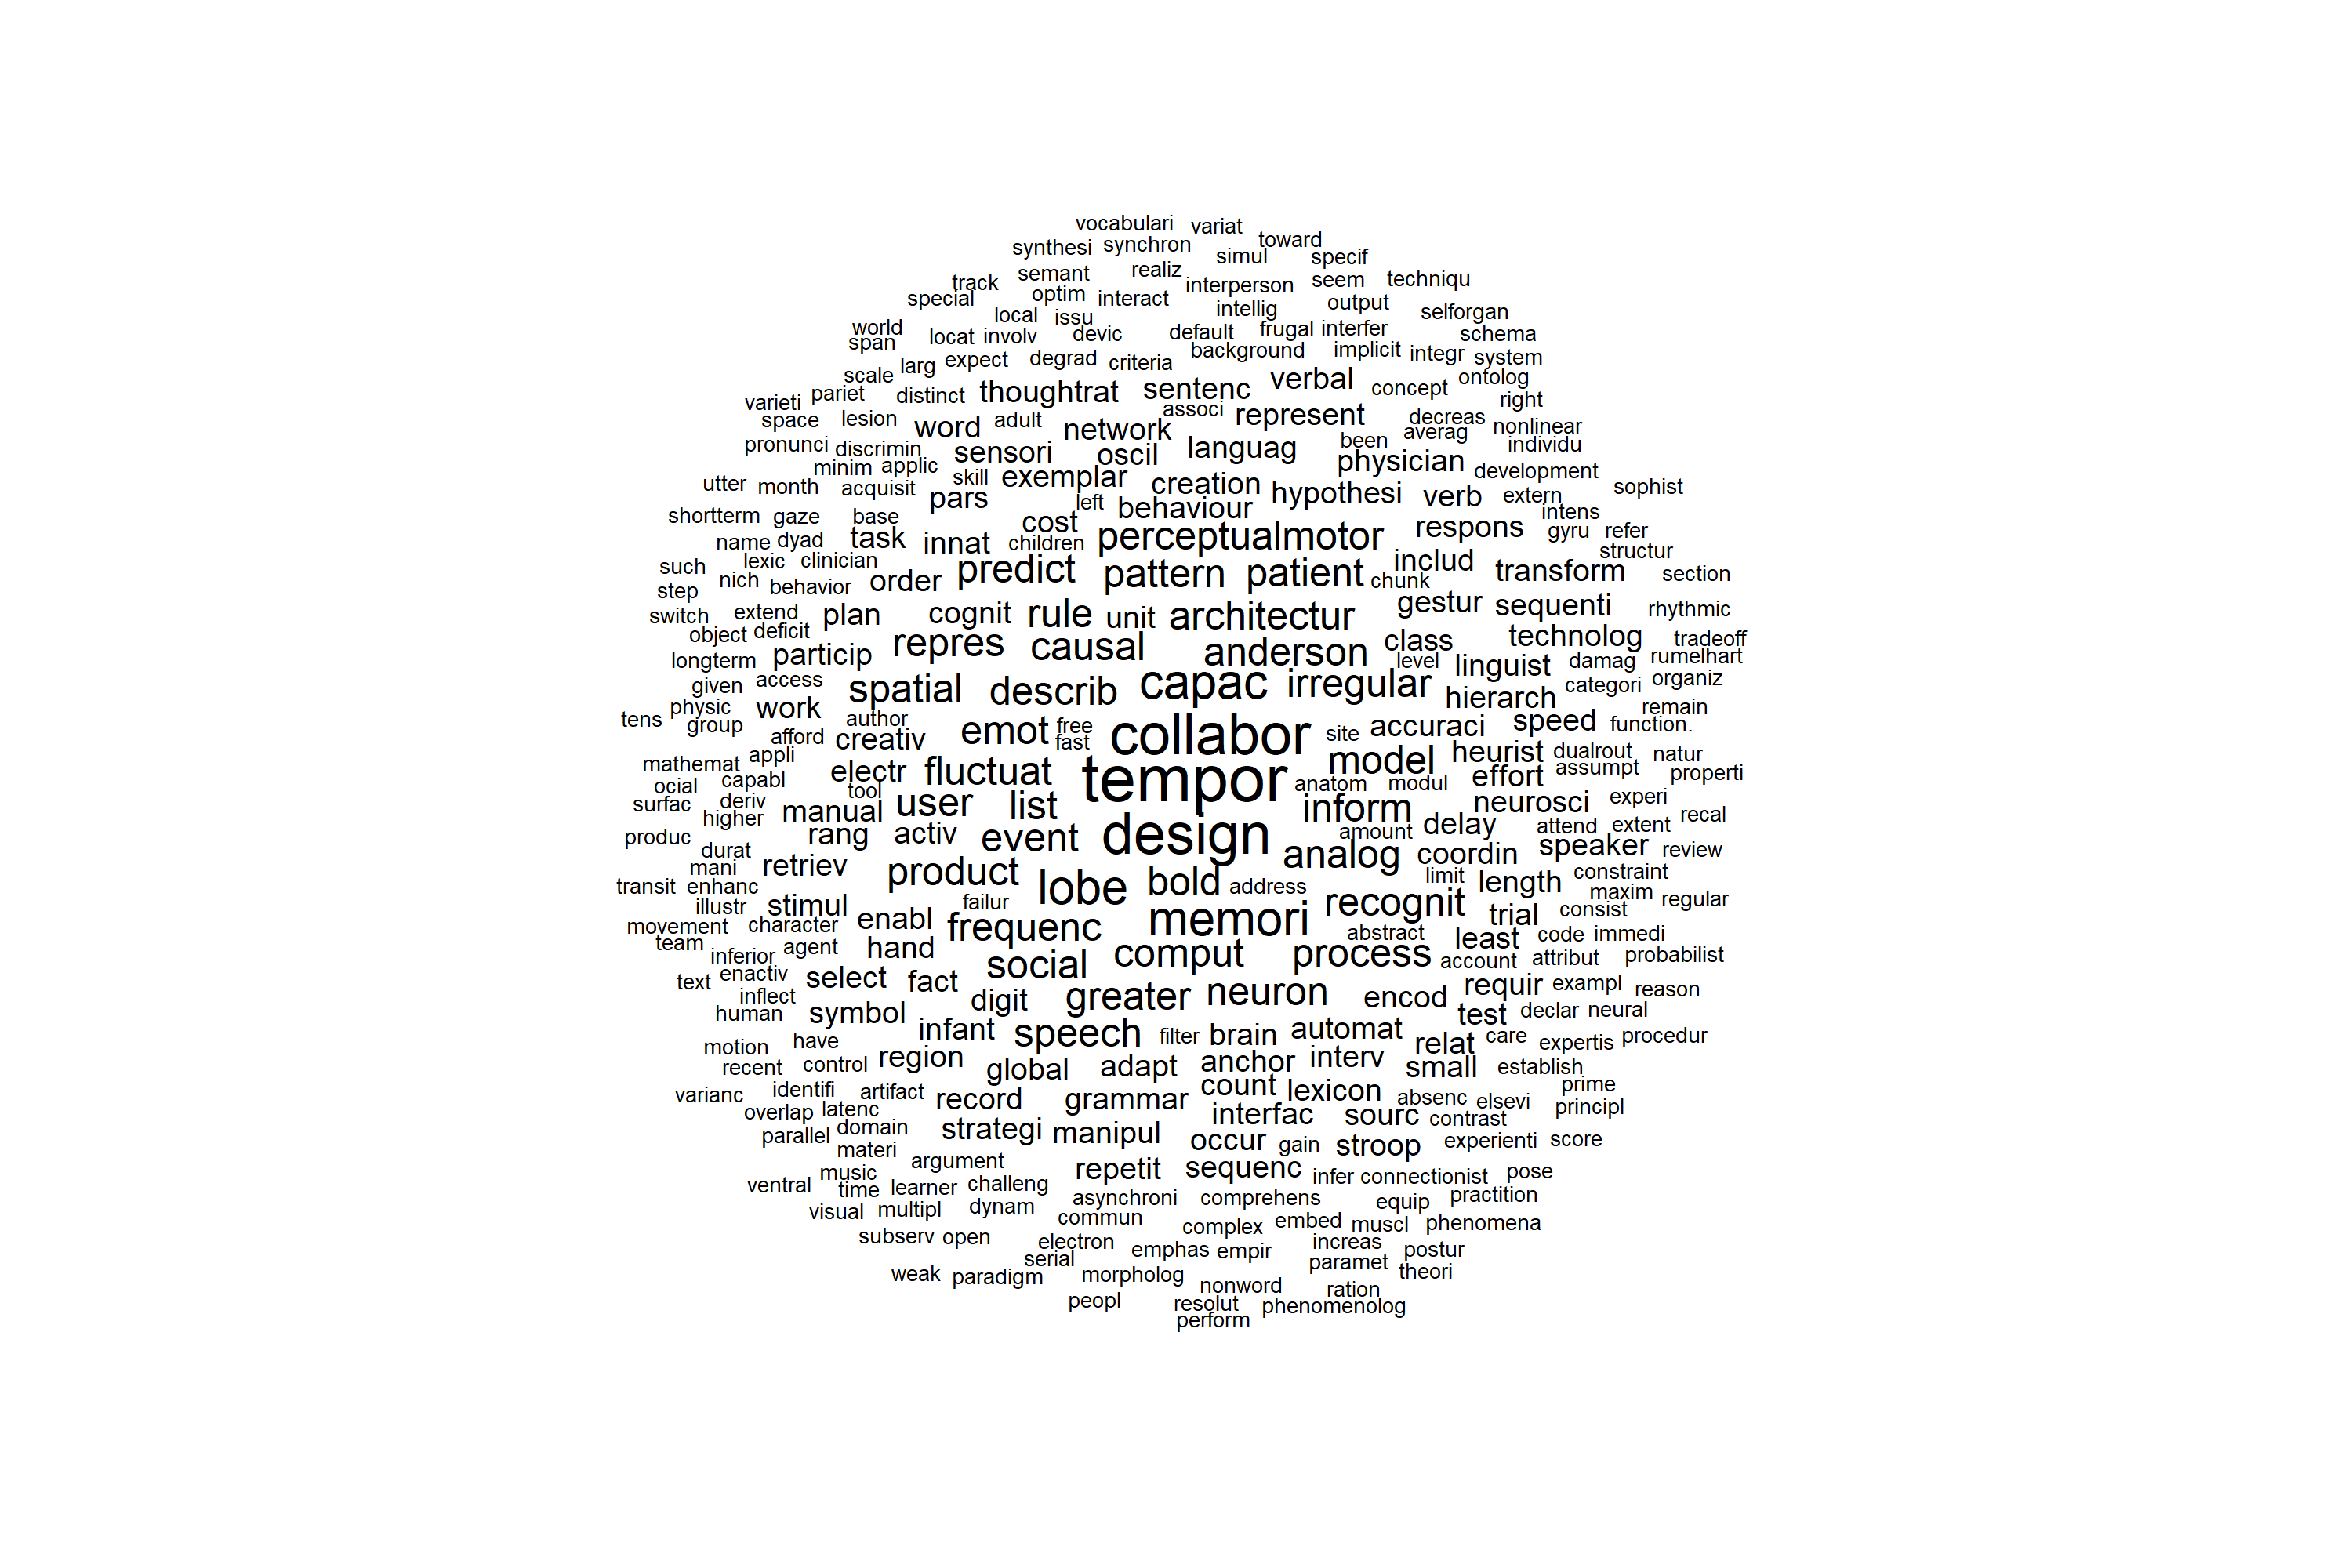 vocabulari variat
synthesi synchron toward
simul specif
track semant realiz interperson seem techniqu
special optim interact intellig output selforgan
world local issu
span locat involv devic default frugal interfer schema
scale larg expect degrad criteria background implicit integr system
varieti pariet distinct thoughtrat sentenc verbal concept ontolog right
space lesion word adult network associ represent decreas nonlinear
pronunci discrimin sensori oscil languag been averag individu
minim applic skill exemplar creation physician development
utter month acquisit pars left behaviour hypothesi verb extern sophist
shortterm gaze base cost intens
name dyad task innat children perceptualmotor respons gyru refer
such lexic clinician predict pattern patient includ transform structur section
step nich behavior order chunk
switch extend plan cognit rule unit architectur gestur sequenti rhythmic
object deficit repres causal anderson class technolog tradeoff
longterm particip level linguist damag rumelhart
given access spatial describ capac irregular hierarch categori organiz
tens physic group work author emot free collabor site accuraci speed remain function.
afford creativ fast
mathemat appli electr fluctuat tempor model heurist dualrout natur
ocial capabl tool anatom modul effort assumpt properti
surfac deriv higher manual user list inform neurosci experi recal
produc rang activ event design amount delay attend extent
durat analog coordin speaker review
mani retriev product lobe bold address limit length constraint
transit enhanc illustr stimul failur recognit maxim regular
movement character enabl frequenc memori trial consist
team inferior agent hand abstract least code immedi
text enactiv select fact social comput process account attribut probabilist
inflect digit greater neuron encod requir exampl reason
human symbol infant speech filter brain automat test declar neural
motion have region relat care expertis procedur
recent control global adapt anchor interv small establish
varianc identifi artifact record grammar count lexicon absenc elsevi prime
overlap latenc interfac sourc contrast principl
parallel domain strategi manipul occur gain stroop experienti score
materi argument
ventral music time learner challeng repetit sequenc infer connectionist pose
visual multipl dynam asynchroni comprehens equip practition
commun complex embed muscl phenomena
subserv open electron emphas empir increas postur
weak paradigm serial morpholog paramet theori
nonword ration
peopl resolut phenomenolog
perform